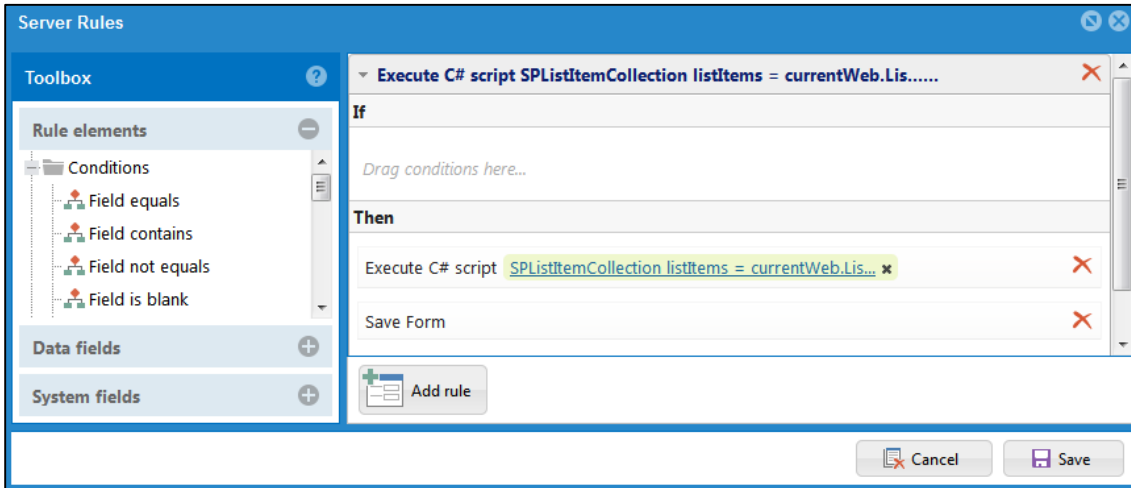 Server Rules
Toolbox
Rule elements
Conditions
Field equals
Field contains
Field not equals
Field is blank
Data fields
System fields
Execute C# script SPListItemCollection listItems = currentWeb.Lis......
If
Drag conditions here...
Then
Execute C# script SPListItemCollection listItems = currentWeb.Lis...
Save Form
Add rule
Cancel
Save